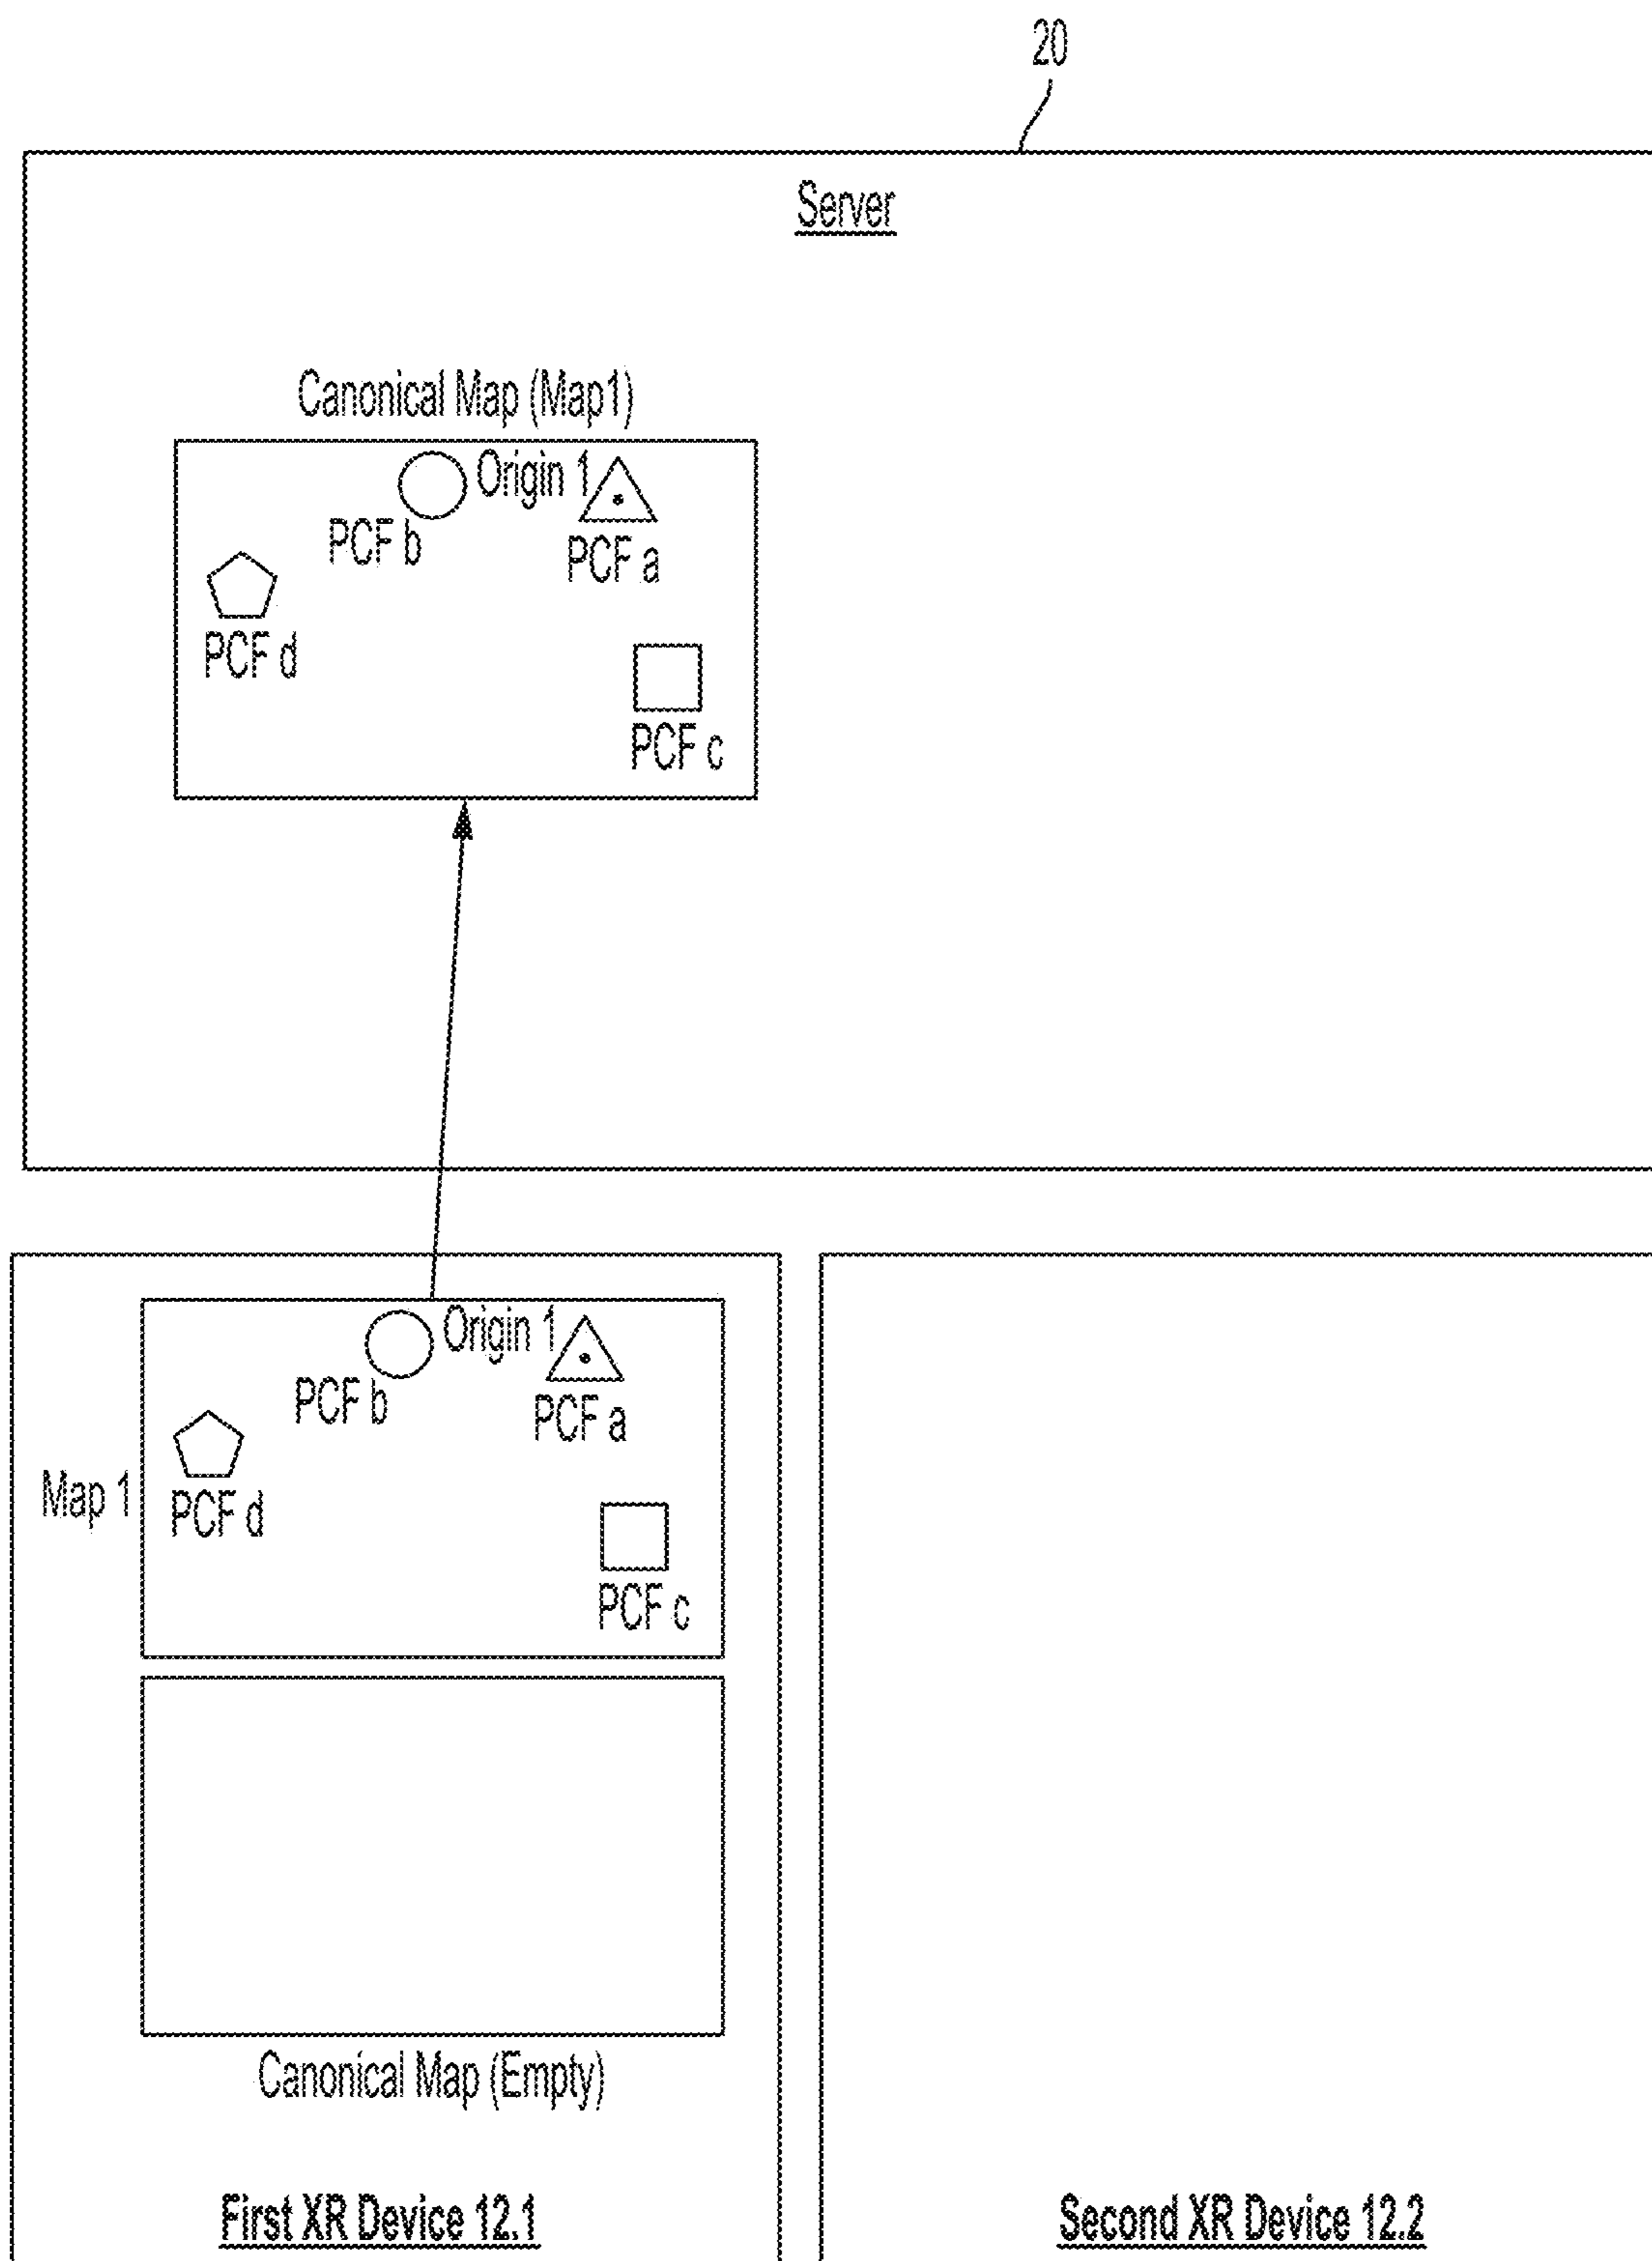 20
Server
Canonical Map (Map1)
Origin 1
PCF b
PCF a
PCF d
PCF c
Origin 1
PCF b
PCF a
Map 1
PCF d
PCF c
Canonical Map (Empty)
First XR Device 12.1
Second XR Device 12.2